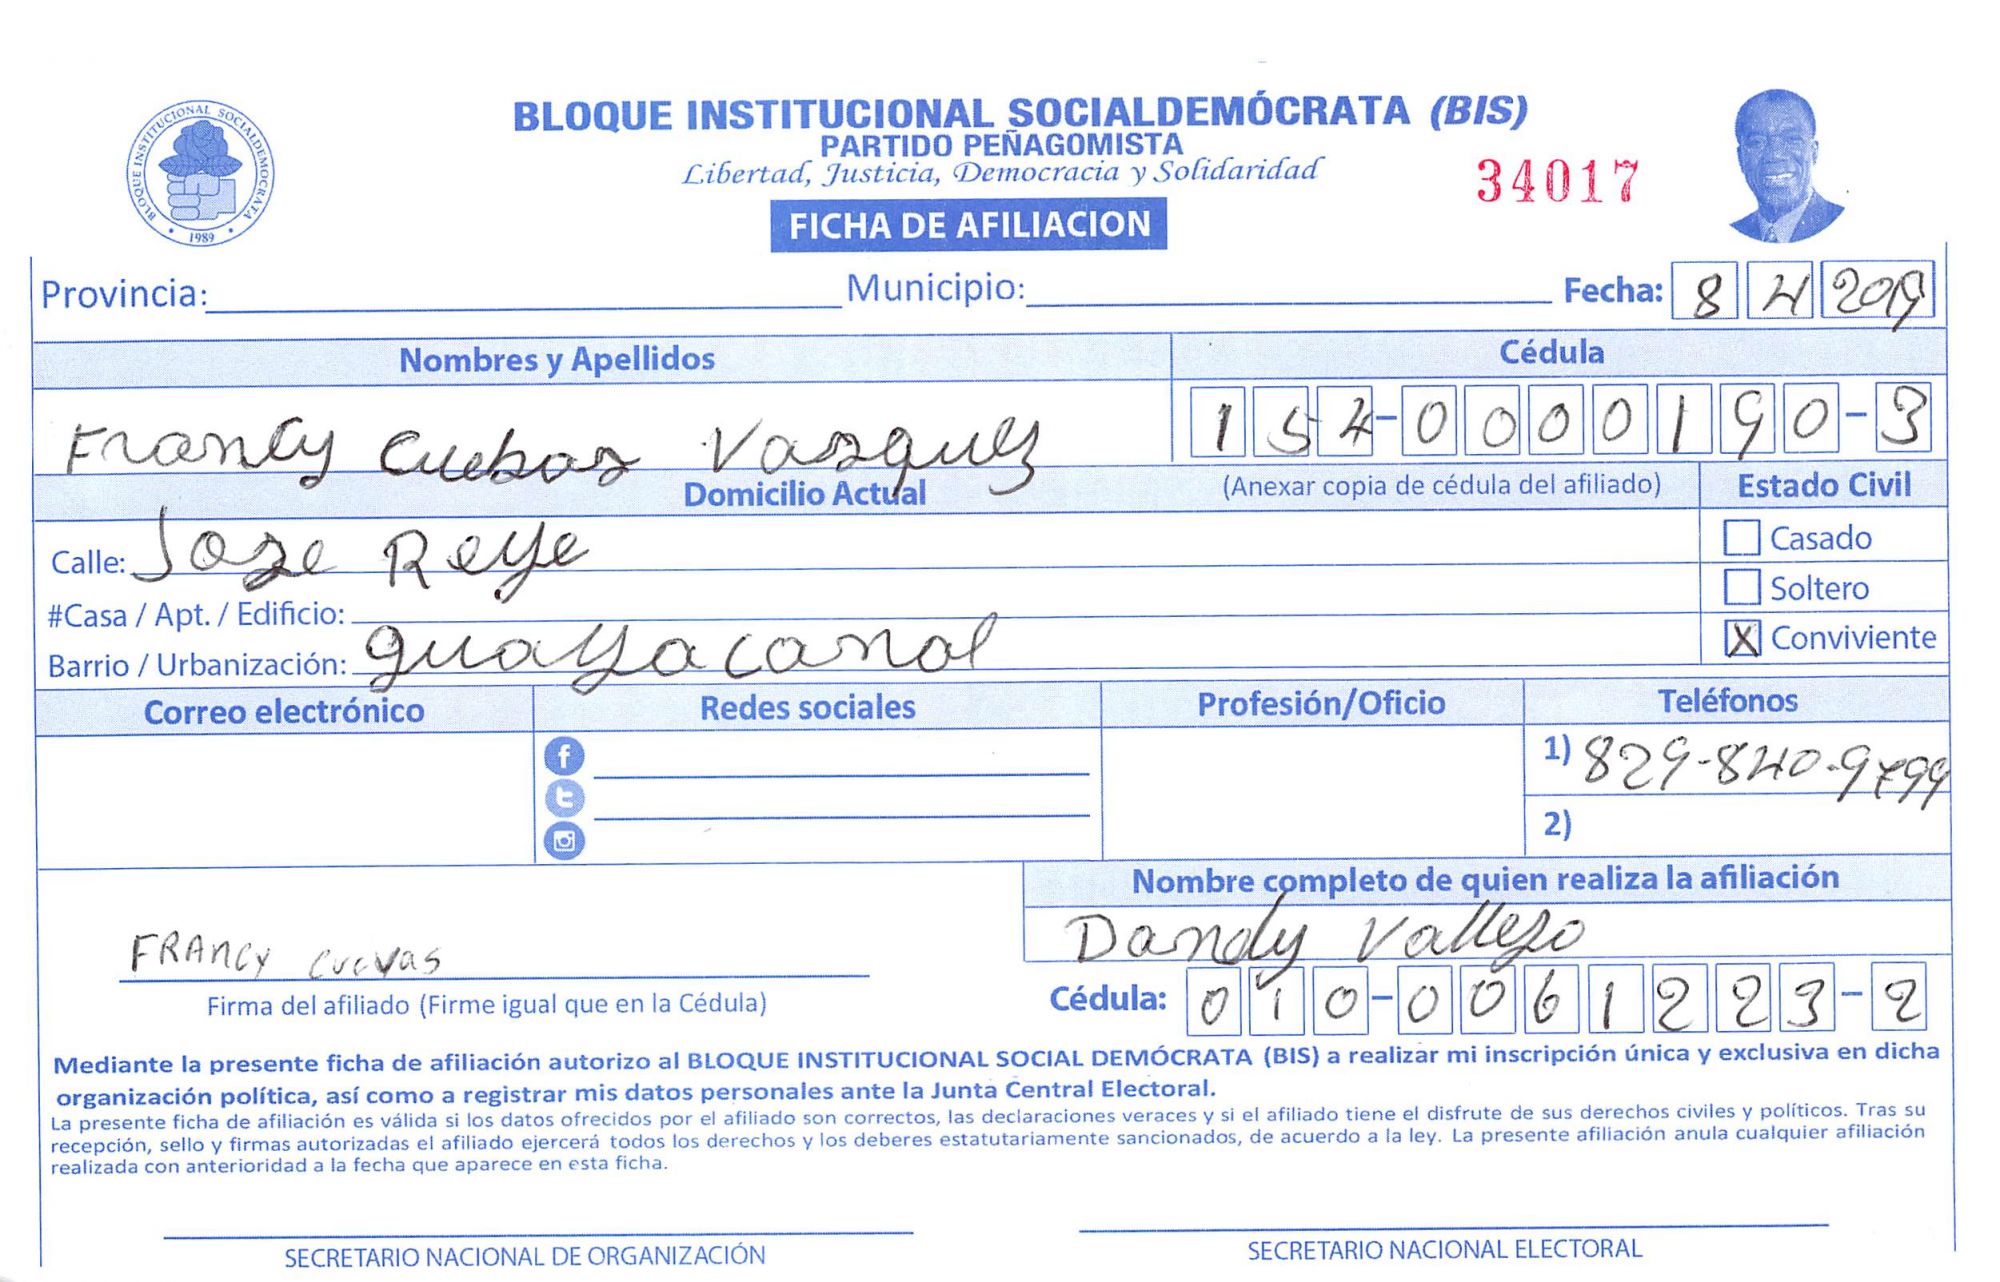 BLOQUE INSTITUCIONAL SOCIALDEMÓCRATA (BIS)
PARTIDO PEÑAGOMISTA
Libertad, Justicia, Democracia y Solidaridad
34017
FICHA DE AFILIACION
BLOQUE INSTITUCIONAL SOCIALDEMOCRATA
1989
Provincia: Municipio: Fecha: 8 4 2019
Nombres y Apellidos Cédula
Francy Cuebas Vasquez 154-0000190-3
Domicilio Actual (Anexar copia de cédula del afiliado) Estado Civil
Calle: Jose Reye Casado
#Casa / Apt. / Edificio: Soltero
Barrio / Urbanización: guayacanal X Conviviente
Correo electrónico Redes sociales Profesión/Oficio Teléfonos
1) 829-840-9799
2)
Nombre completo de quien realiza la afiliación
Dandy Vallejo
FRANCY CUEVAS
Firma del afiliado (Firme igual que en la Cédula) Cédula: 010-0061223-2
Mediante la presente ficha de afiliación autorizo al BLOQUE INSTITUCIONAL SOCIAL DEMÓCRATA (BIS) a realizar mi inscripción única y exclusiva en dicha
organización política, así como a registrar mis datos personales ante la Junta Central Electoral.
La presente ficha de afiliación es válida si los datos ofrecidos por el afiliado son correctos, las declaraciones veraces y si el afiliado tiene el disfrute de sus derechos civiles y políticos. Tras su
recepción, sello y firmas autorizadas el afiliado ejercerá todos los derechos y los deberes estatutariamente sancionados, de acuerdo a la ley. La presente afiliación anula cualquier afiliación
realizada con anterioridad a la fecha que aparece en esta ficha.
SECRETARIO NACIONAL DE ORGANIZACIÓN SECRETARIO NACIONAL ELECTORAL